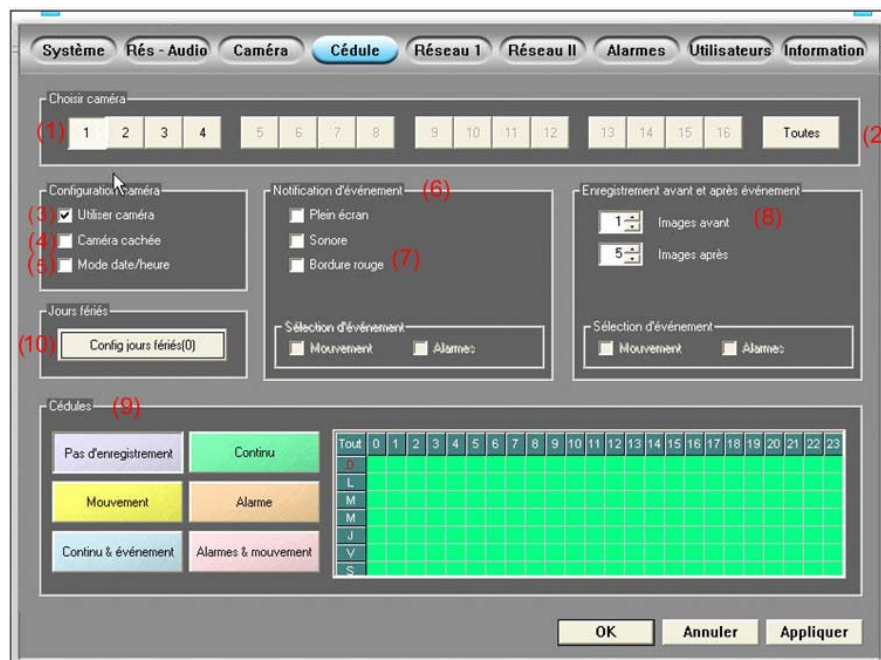 Système Rés - Audio Caméra Cédule Réseau 1 Réseau II Alarmes Utilisateurs Information
Choisir caméra
(1) 1 2 3 4 5 6 7 8 9 10 11 12 13 14 15 16 Toutes (2
Configuration caméra
(3) Utiliser caméra
(4) Caméra cachée
(5) Mode date/heure
Notification d'événement (6)
Plein écran
Sonore
Bordure rouge (7)
Sélection d'événement
Mouvement Alarmes
Enregistrement avant et après événement
1 Images avant (8)
5 Images après
Sélection d'événement
Mouvement Alarmes
Jours fériés
(10) Config jours fériés(0)
Cédules (9)
Pas d'enregistrement Continu
Mouvement Alarme
Continu & événement Alarmes & mouvement
Tout 0 1 2 3 4 5 6 7 8 9 10 11 12 13 14 15 16 17 18 19 20 21 22 23
D
L
M
M
J
V
S
OK Annuler Appliquer